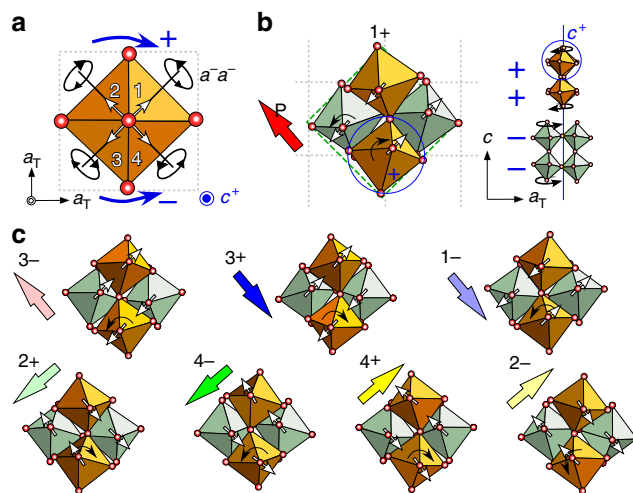 a
+
a⁻a⁻
2 1
3 4
a_T
a_T
−
c⁺
b
1+
P
+
c⁺
+
+
−
−
c
a_T
c
3−
3+
1−
2+
4−
4+
2−